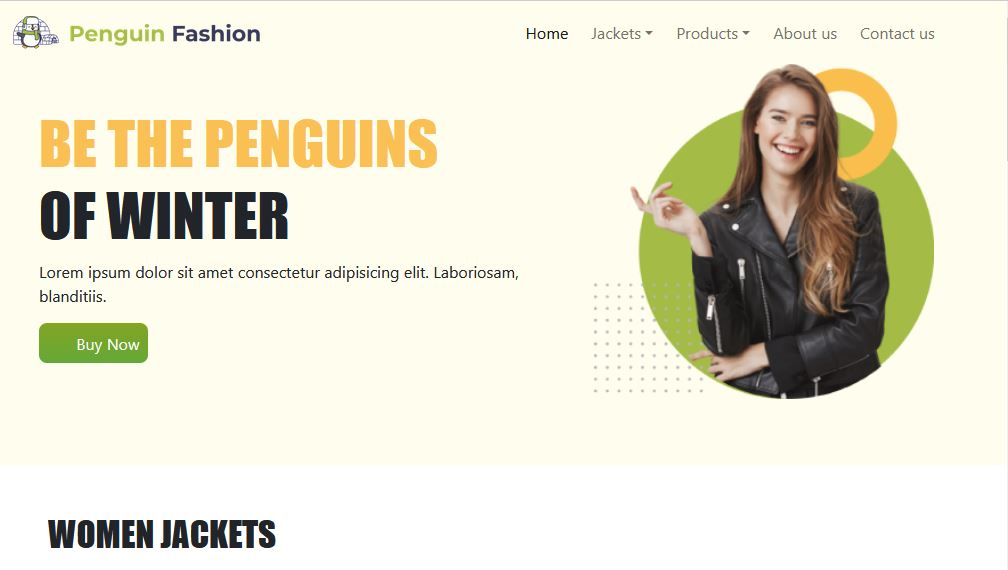 Penguin Fashion
Home Jackets Products About us Contact us
BE THE PENGUINS
OF WINTER
Lorem ipsum dolor sit amet consectetur adipisicing elit. Laboriosam,
blanditiis.
Buy Now
WOMEN JACKETS